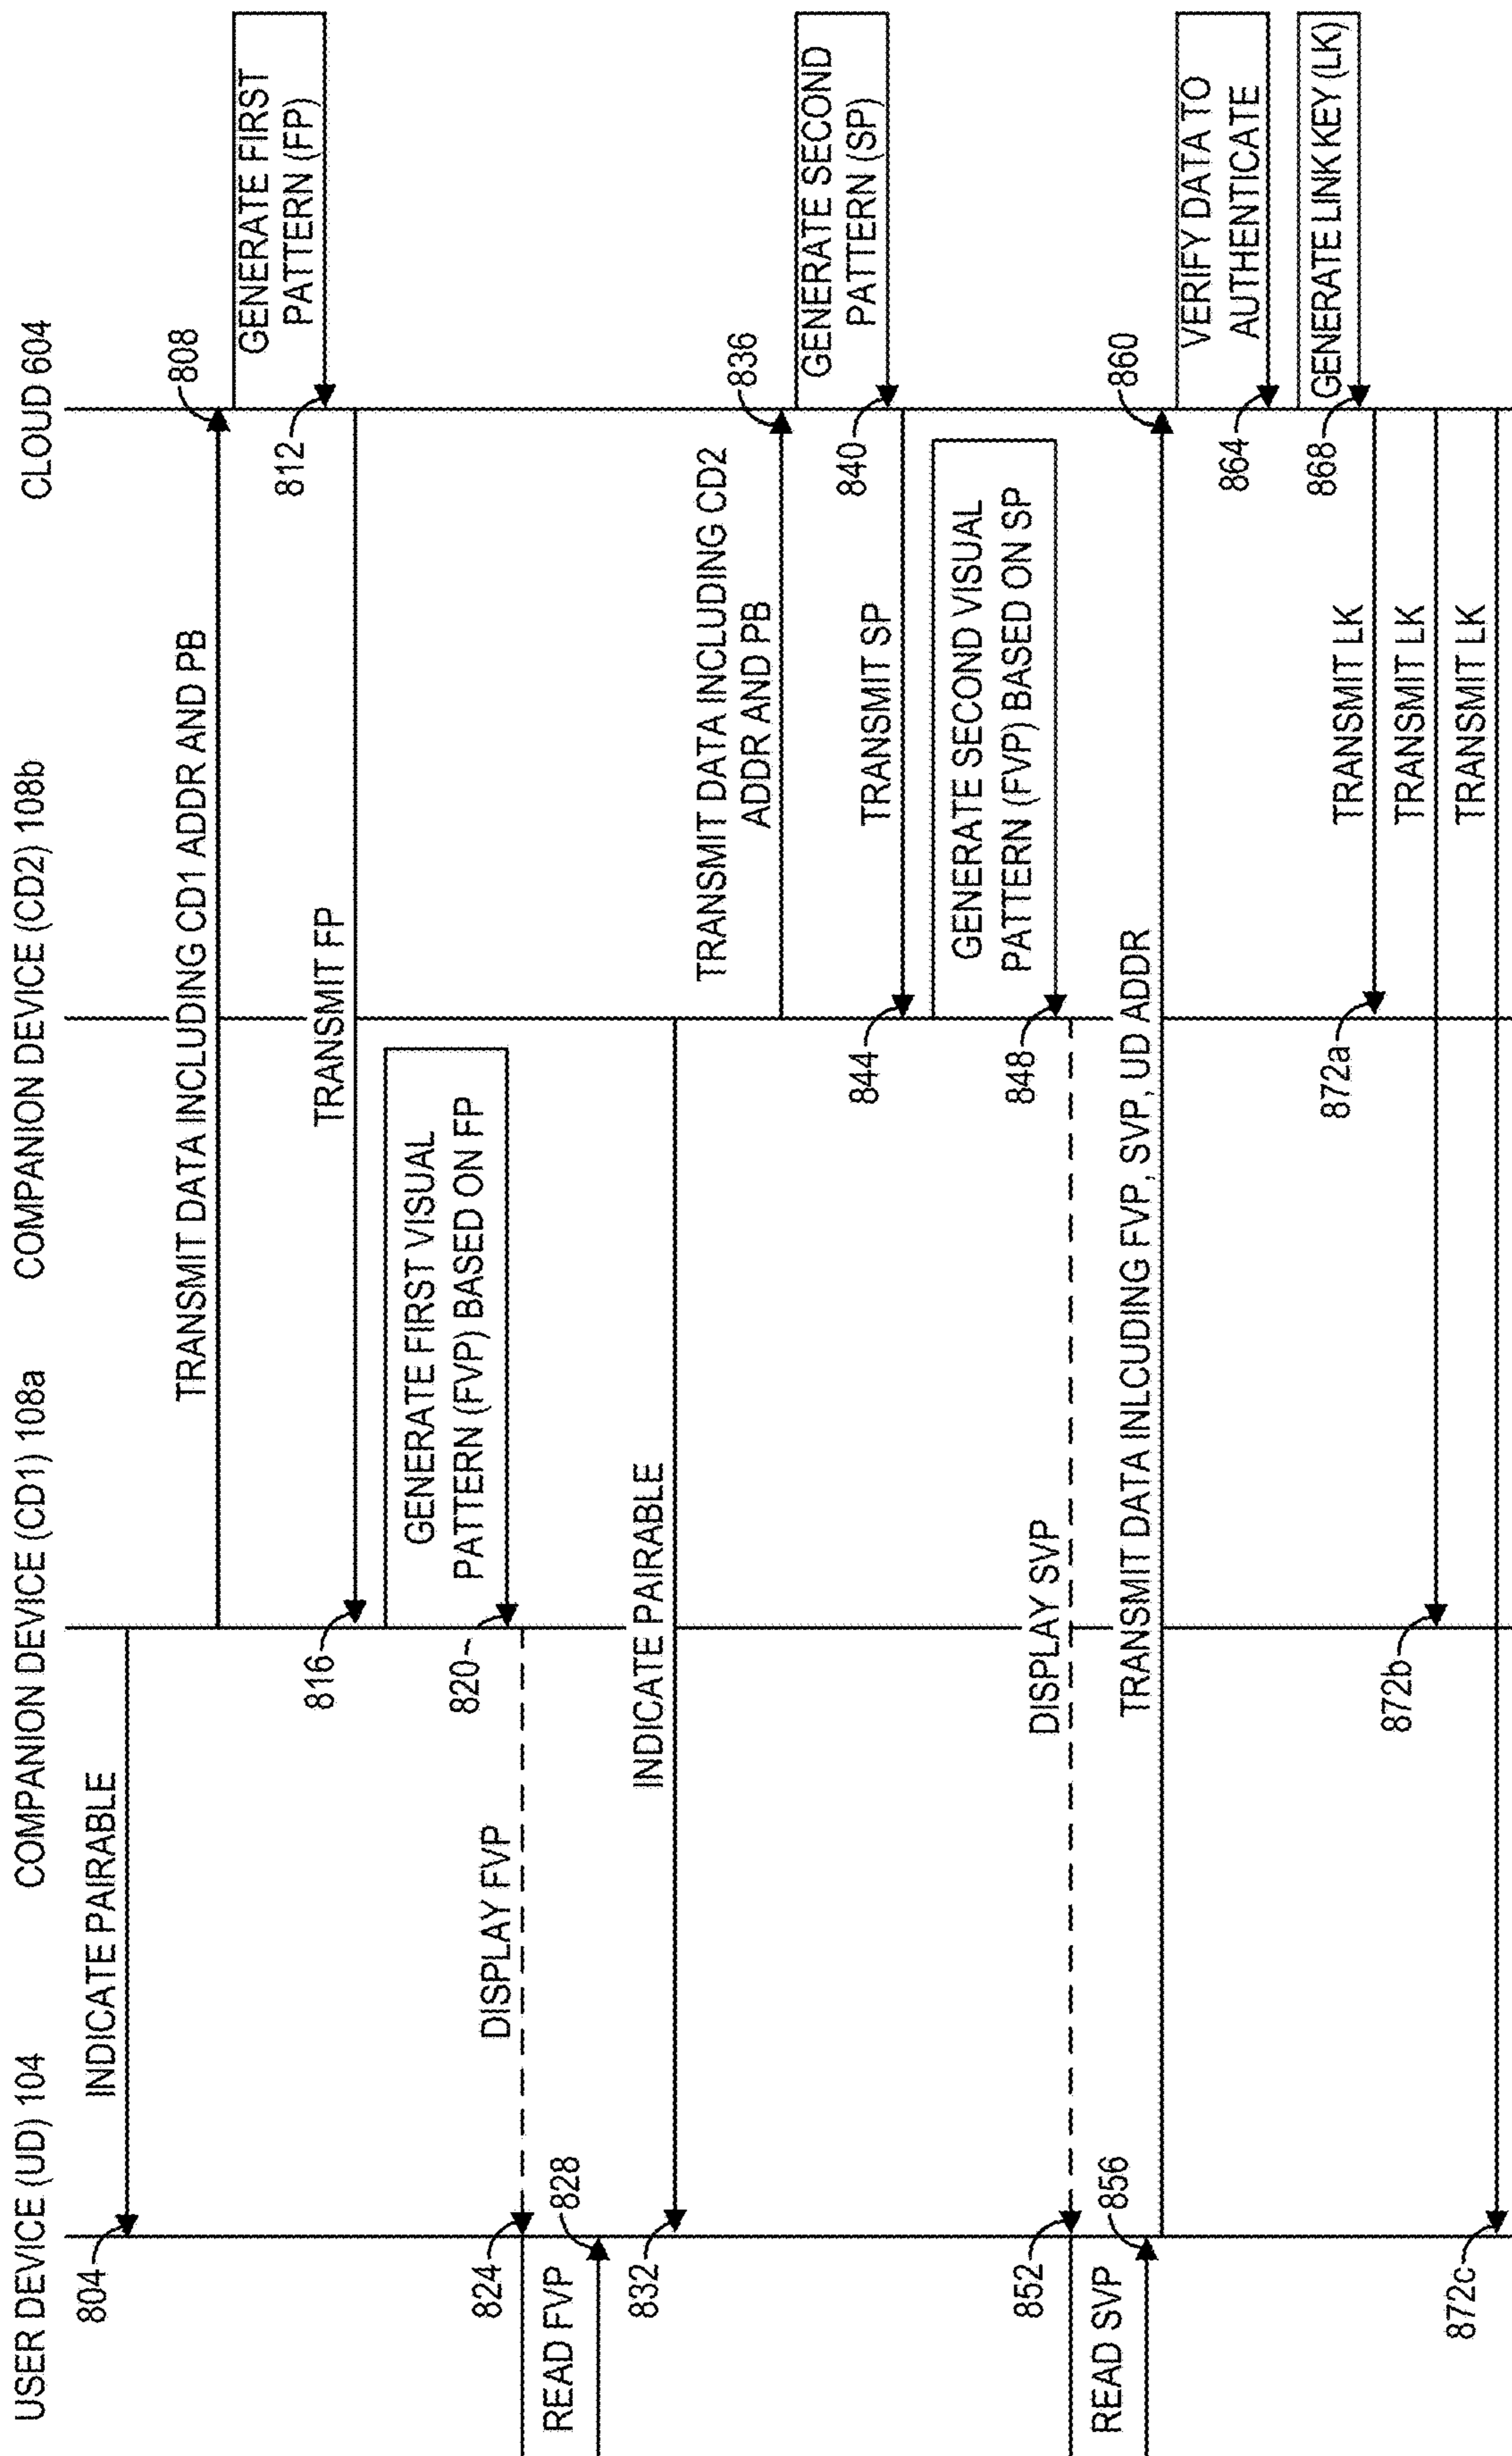 USER DEVICE (UD) 104
COMPANION DEVICE (CD1) 108a
COMPANION DEVICE (CD2) 108b
CLOUD 604
804
INDICATE PAIRABLE
TRANSMIT DATA INCLUDING CD1 ADDR AND PB
808
GENERATE FIRST
PATTERN (FP)
812
TRANSMIT FP
816
GENERATE FIRST VISUAL
PATTERN (FVP) BASED ON FP
820
DISPLAY FVP
824
READ FVP
828
INDICATE PAIRABLE
832
TRANSMIT DATA INCLUDING CD2
ADDR AND PB
836
GENERATE SECOND
PATTERN (SP)
840
TRANSMIT SP
844
GENERATE SECOND VISUAL
PATTERN (FVP) BASED ON SP
848
DISPLAY SVP
852
READ SVP
856
TRANSMIT DATA INLCUDING FVP, SVP, UD ADDR
860
VERIFY DATA TO
AUTHENTICATE
864
GENERATE LINK KEY (LK)
868
TRANSMIT LK
872a
TRANSMIT LK
872b
TRANSMIT LK
872c